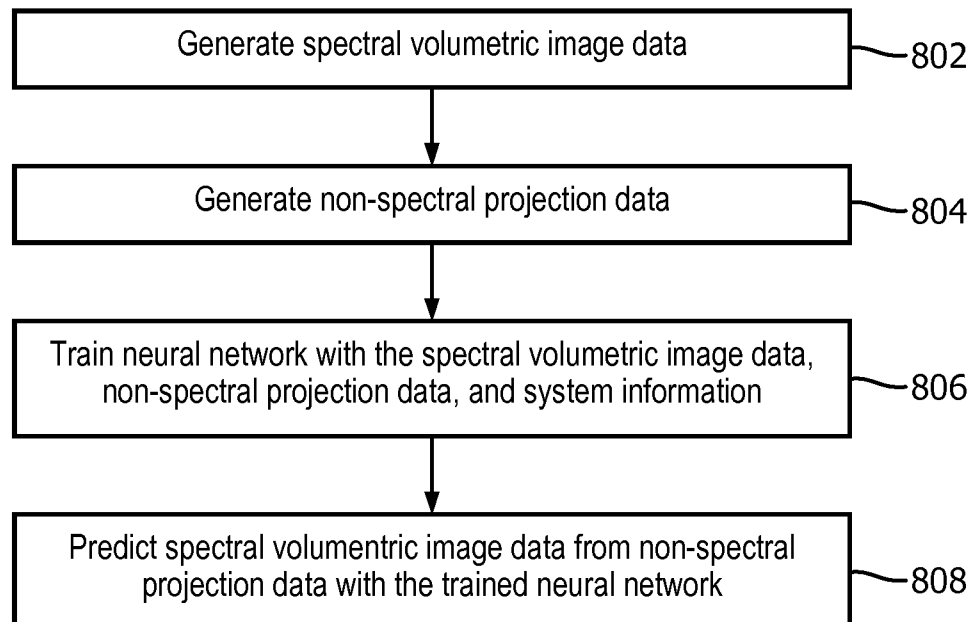 Generate spectral volumetric image data
802
Generate non-spectral projection data
804
Train neural network with the spectral volumetric image data,
non-spectral projection data, and system information
806
Predict spectral volumentric image data from non-spectral
projection data with the trained neural network
808